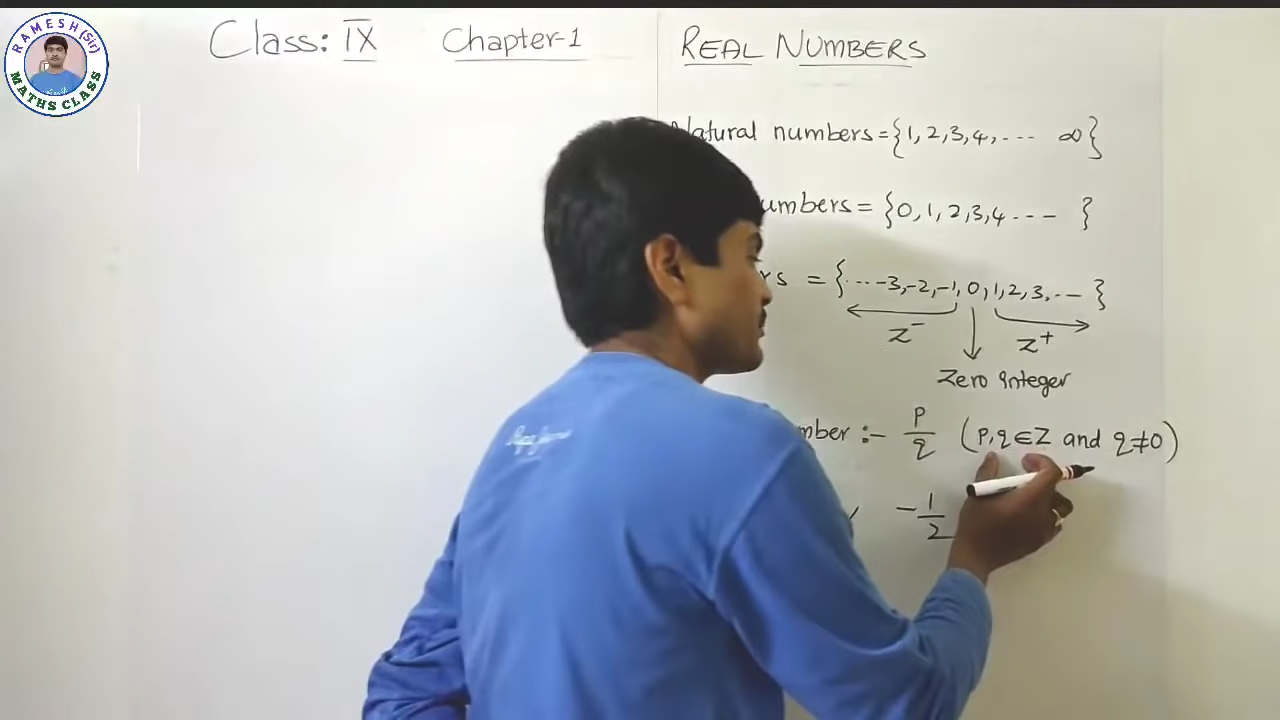 RAMESH (Sir)
MATHS CLASS
Class: IX Chapter-1 REAL NUMBERS
Natural numbers = {1, 2, 3, 4, ---- ∞}
umbers = {0, 1, 2, 3, 4 --- }
rs = {---3, -2, -1, 0, 1, 2, 3, --- }
Z⁻ Z⁺
Zero integer
mber :- p/q (p, q ∈ Z and q ≠ 0)
-1/2